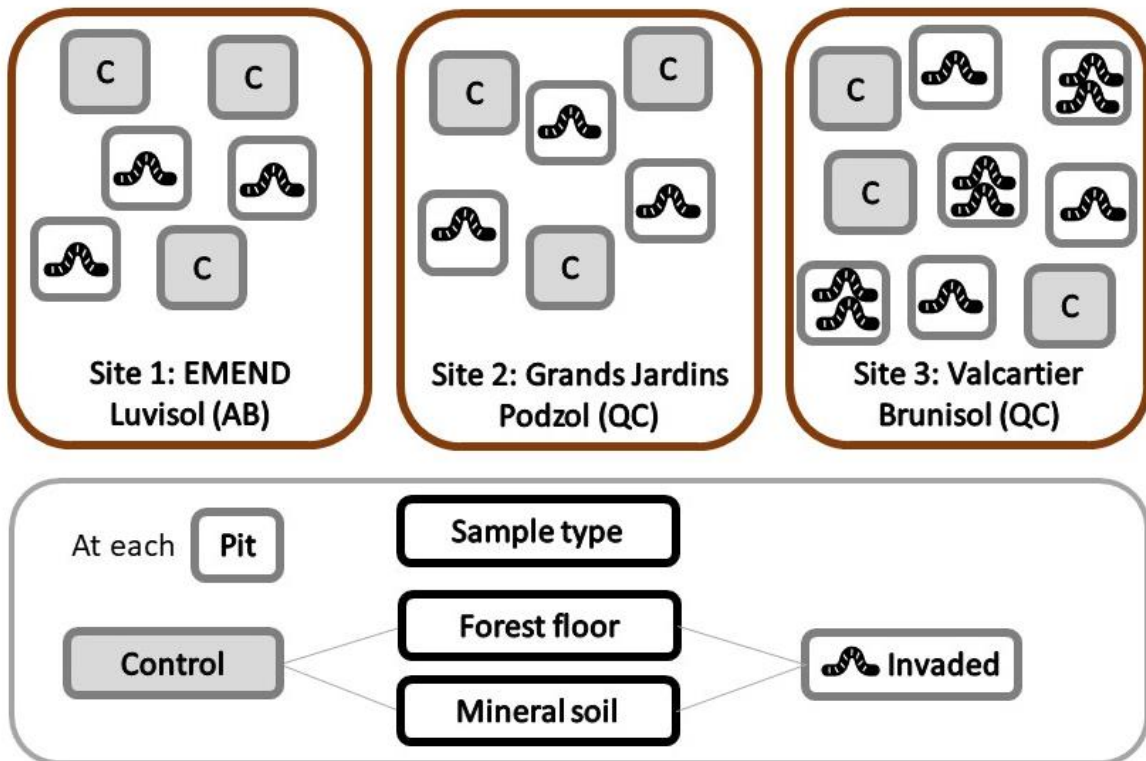 C
C
C
Site 1: EMEND
Luvisol (AB)
C
C
C
Site 2: Grands Jardins
Podzol (QC)
C
C
C
Site 3: Valcartier
Brunisol (QC)
At each Pit
Sample type
Control
Forest floor
Mineral soil
Invaded